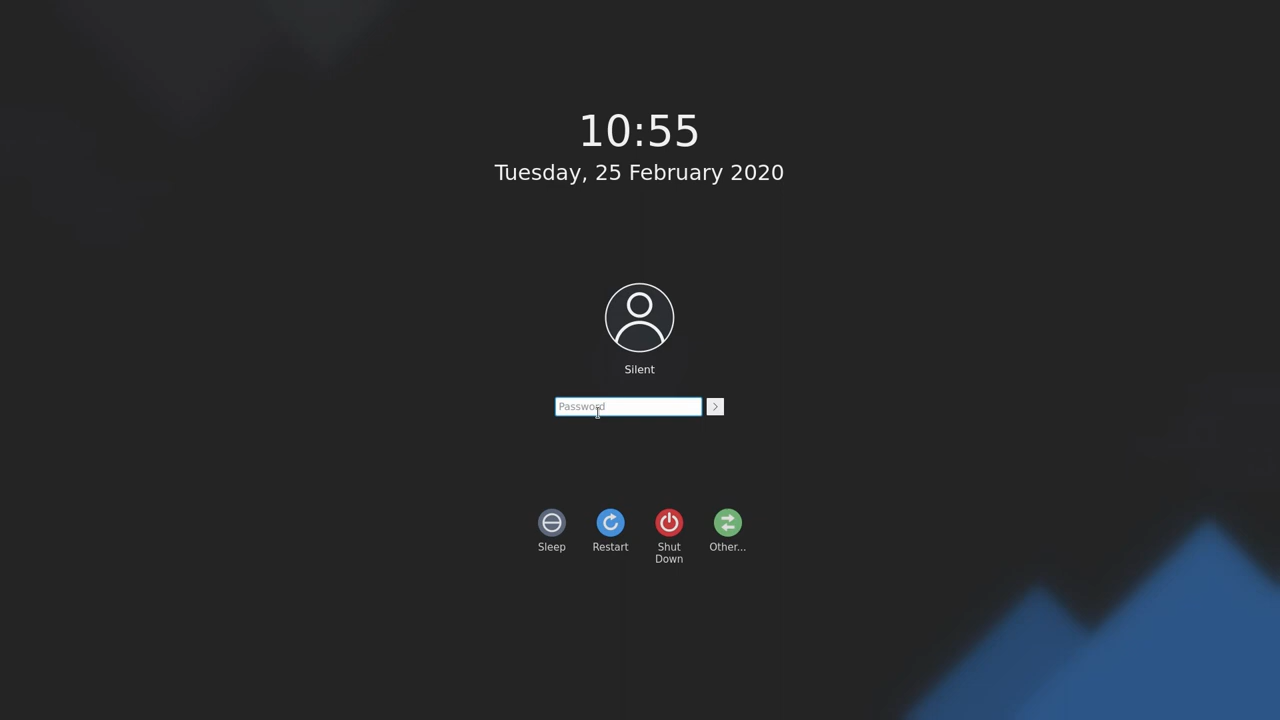 10:55
Tuesday, 25 February 2020
Silent
Password
Sleep
Restart
Shut
Down
Other...